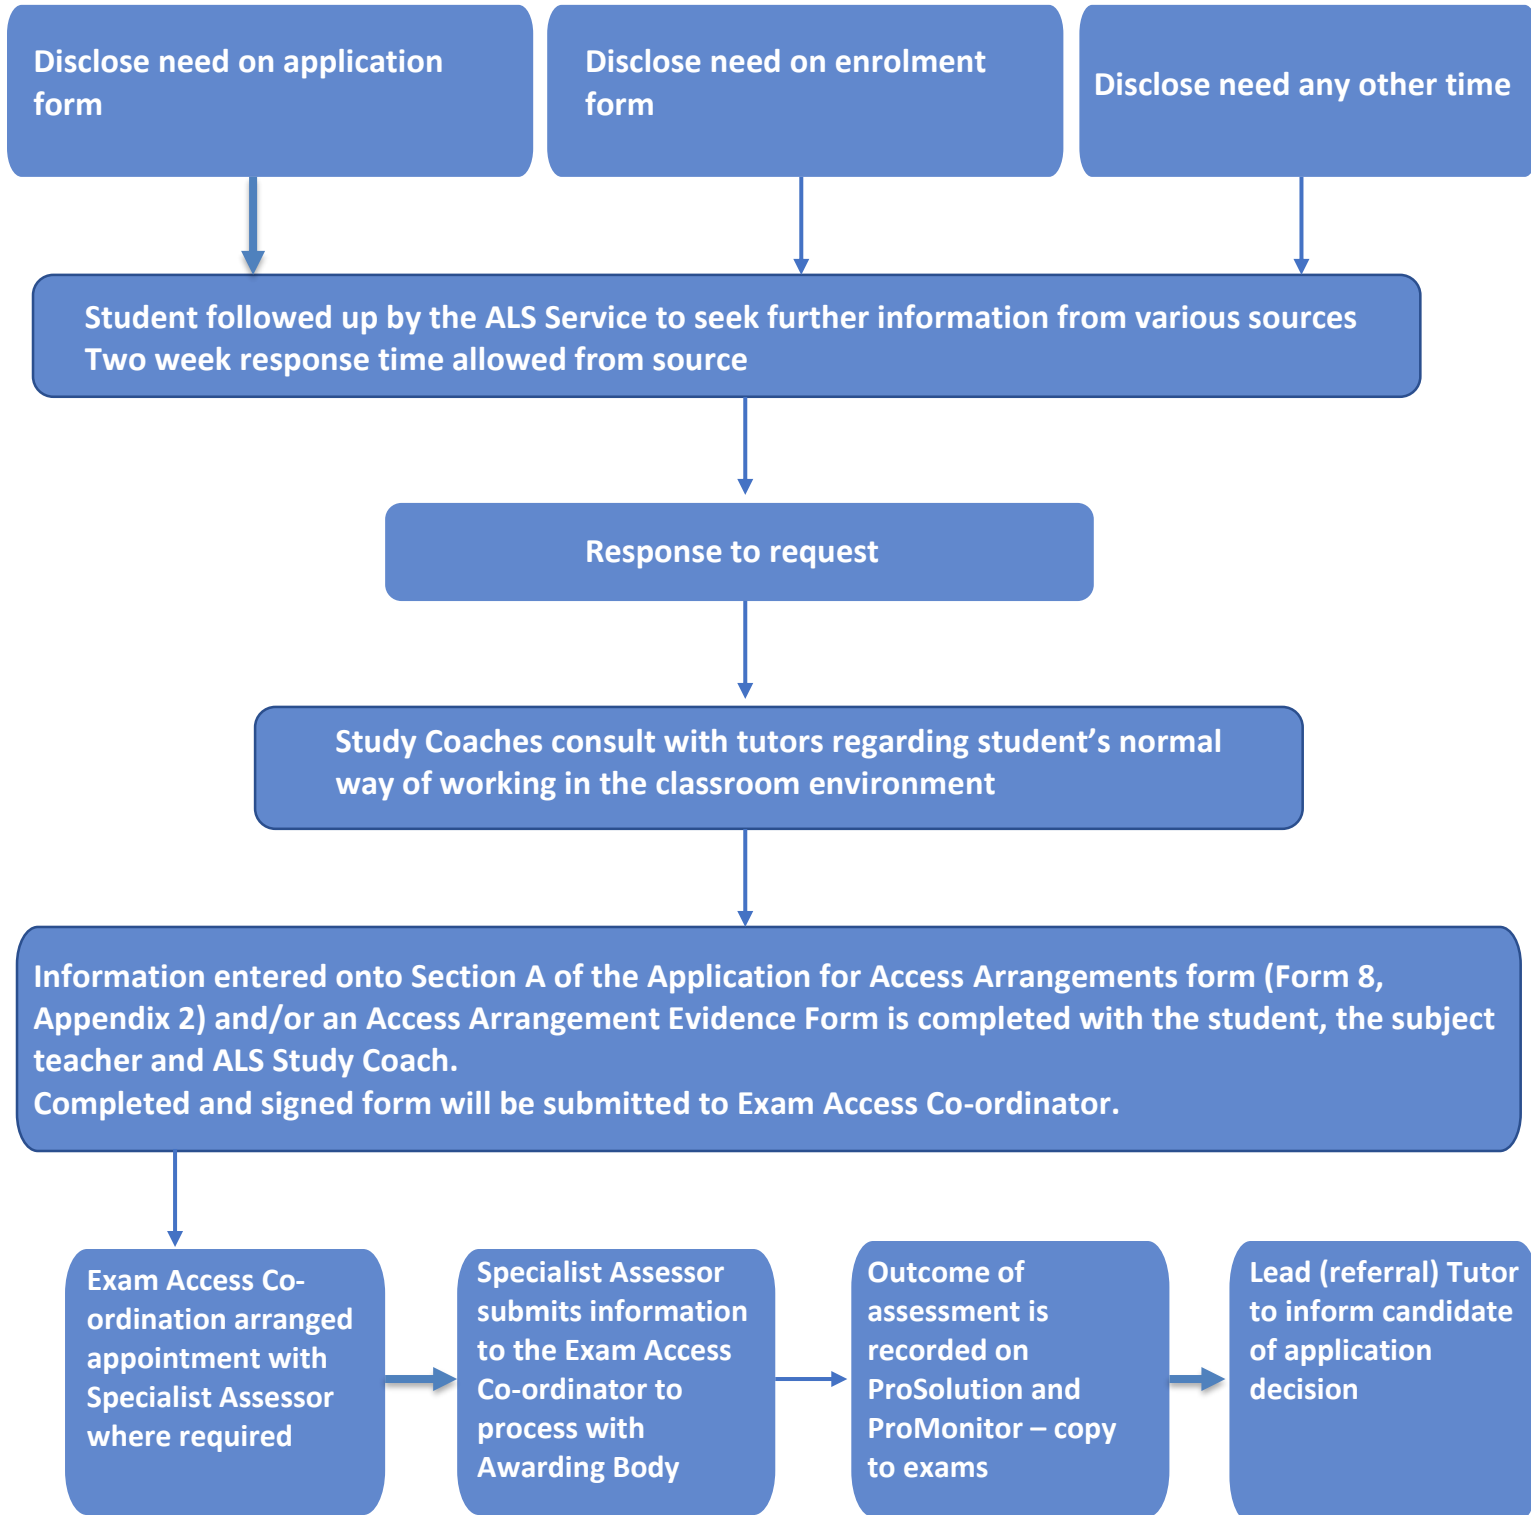 Disclose need on application
form
Disclose need on enrolment
form
Disclose need any other time
Student followed up by the ALS Service to seek further information from various sources
Two week response time allowed from source
Response to request
Study Coaches consult with tutors regarding student’s normal
way of working in the classroom environment
Information entered onto Section A of the Application for Access Arrangements form (Form 8,
Appendix 2) and/or an Access Arrangement Evidence Form is completed with the student, the subject
teacher and ALS Study Coach.
Completed and signed form will be submitted to Exam Access Co-ordinator.
Exam Access Co-
ordination arranged
appointment with
Specialist Assessor
where required
Specialist Assessor
submits information
to the Exam Access
Co-ordinator to
process with
Awarding Body
Outcome of
assessment is
recorded on
ProSolution and
ProMonitor – copy
to exams
Lead (referral) Tutor
to inform candidate
of application
decision